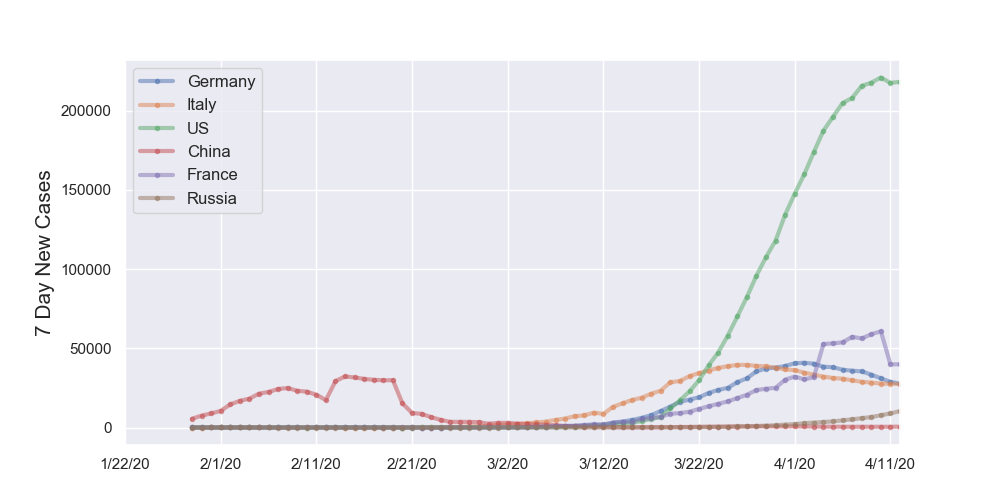 Germany
Italy
US
China
France
Russia
7 Day New Cases
200000
150000
100000
50000
0
1/22/20 2/1/20 2/11/20 2/21/20 3/2/20 3/12/20 3/22/20 4/1/20 4/11/20